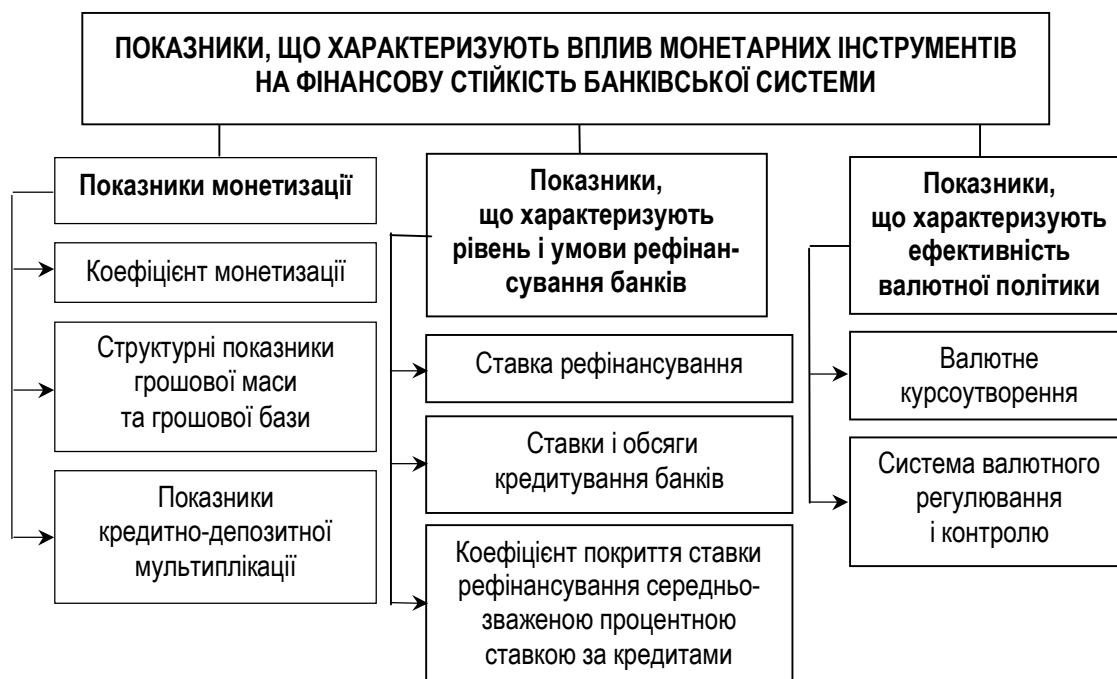 ПОКАЗНИКИ, ЩО ХАРАКТЕРИЗУЮТЬ ВПЛИВ МОНЕТАРНИХ ІНСТРУМЕНТІВ
НА ФІНАНСОВУ СТІЙКІСТЬ БАНКІВСЬКОЇ СИСТЕМИ
Показники монетизації
Коефіцієнт монетизації
Структурні показники
грошової маси
та грошової бази
Показники
кредитно-депозитної
мультиплікації
Показники,
що характеризують
рівень і умови рефінан-
сування банків
Ставка рефінансування
Ставки і обсяги
кредитування банків
Коефіцієнт покриття ставки
рефінансування середньо-
зваженою процентною
ставкою за кредитами
Показники,
що характеризують
ефективність
валютної політики
Валютне
курсоутворення
Система валютного
регулювання
і контролю